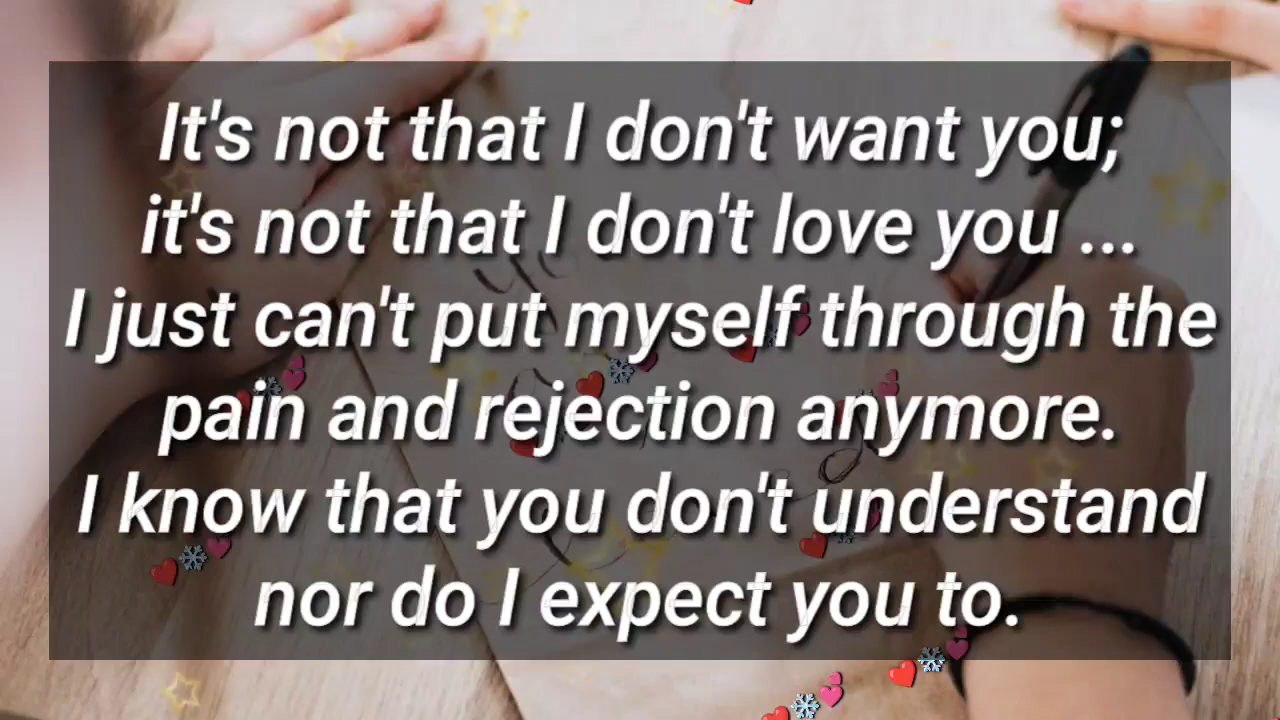 It's not that I don't want you;
it's not that I don't love you ...
I just can't put myself through the
pain and rejection anymore.
I know that you don't understand
nor do I expect you to.